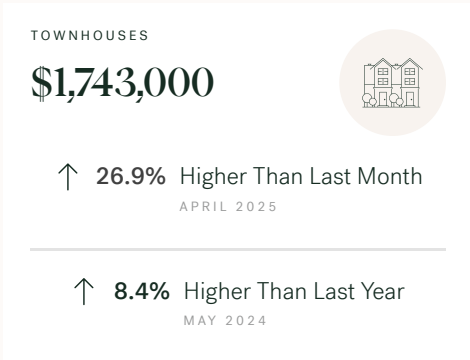 TOWNHOUSES
$1,743,000
↑ 26.9% Higher Than Last Month
APRIL 2025
↑ 8.4% Higher Than Last Year
MAY 2024